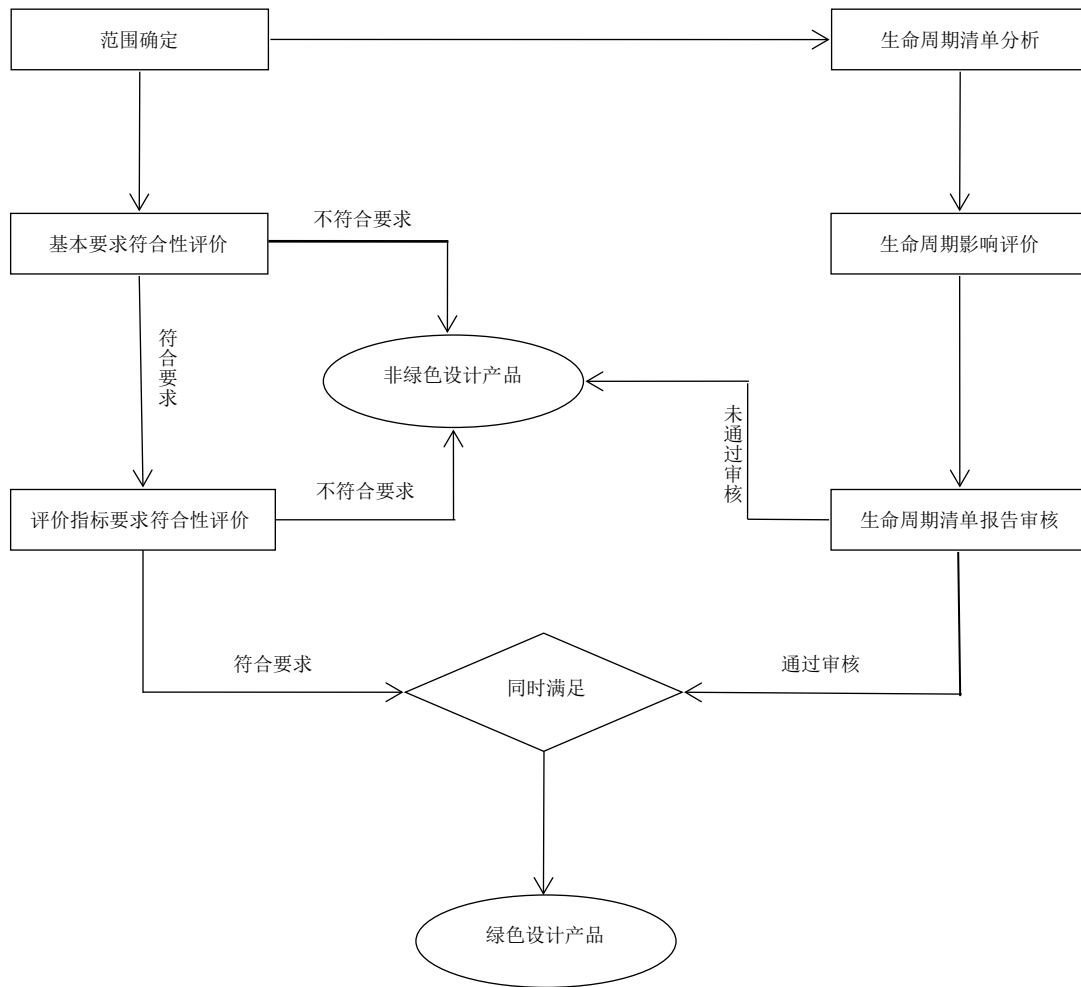 范围确定
生命周期清单分析
不符合要求
基本要求符合性评价
生命周期影响评价
符合要求
非绿色设计产品
未通过审核
不符合要求
评价指标要求符合性评价
生命周期清单报告审核
符合要求
通过审核
同时满足
绿色设计产品